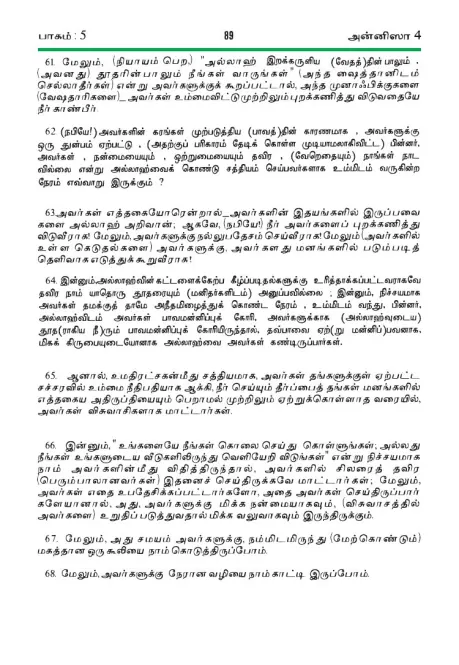 பாகம் : 5 89 அன்னிஸா 4
61. மேலும், (நியாயம் பெற,) "அல்லாஹ் இறக்கருளிய (வேதத்)தின்பாலும் ,
(அவனது) தூதரின்பாலும் நீங்கள் வாருங்கள்" (அந்த ஷைத்தானிடம்
செல்லாதீர்கள்) என்று அவர்களுக்குக் கூறப்பட்டால், அந்த முனாஃபிக்குகளை
(வேஷதாரிகளை)_ அவர்கள் உம்மைவிட்டு முற்றிலும் புறக்கணித்து விடுவதையே
நீர் காண்பீர்.
62. (நபியே!) அவர்களின் கரங்கள் முற்படுத்திய (பாவத்)தின் காரணமாக , அவர்களுக்கு
ஒரு துன்பம் ஏற்பட்டு , (அதற்குப் பரிகாரம் தேடிக் கொள்ள முடியாமலாகிவிட்ட) பின்னர்,
அவர்கள் , நன்மையையும் , ஒற்றுமையையும் தவிர , (வேறெதையும்) நாங்கள் நாட
வில்லை என்று அல்லாஹ்வைக் கொண்டு சத்தியம் செய்பவர்களாக உம்மிடம் வருகின்ற
நேரம் எவ்வாறு இருக்கும் ?
63.அவர்கள் எத்தகையோரென்றால்_அவர்களின் இதயங்களில் இருப்பவை
களை அல்லாஹ் அறிவான்; ஆகவே, (நபியே!) நீர் அவர்களைப் புறக்கணித்து
விடுவீராக! மேலும், அவர்களுக்கு நல்லுபதேசம் செய்வீராக! மேலும் (அவர்களில்
உள்ள கெடுதல்களை) அவர்களுக்கு, அவர்களது மனங்களில் படும்படித்
தெளிவாக எடுத்துக் கூறுவீராக!
64. இன்னும்,அல்லாஹ்வின் கட்டளைக்கேற்ப கீழ்ப்படிதல்களுக்கு உரித்தாக்கப்பட்டவராகவே
தவிர நாம் யாதொரு தூதரையும் (மனிதர்களிடம்) அனுப்பவில்லை ; இன்னும், நிச்சயமாக
அவர்கள் தமக்குத் தாமே அநீதமிழைத்துக் கொண்ட நேரம் , உம்மிடம் வந்து, பின்னர்,
அல்லாஹ்விடம் அவர்கள் பாவமன்னிப்புக் கோரி, அவர்களுக்காக (அல்லாஹ்வுடைய)
தூத(ராகிய நீ)ரும் பாவமன்னிப்புக் கோரியிருந்தால், தவ்பாவை ஏற்(று மன்னிப்)பவனாக,
மிகக் கிருபையுடையோனாக அல்லாஹ்வை அவர்கள் கண்டிருப்பார்கள்.
65. ஆனால், உமதிரட்சகன்மீது சத்தியமாக, அவர்கள் தங்களுக்குள் ஏற்பட்ட
சச்சரவில் உம்மை நீதிபதியாக ஆக்கி, நீர் செய்யும் தீர்ப்பைத் தங்கள் மனங்களில்
எத்தகைய அதிருப்தியையும் பெறாமல் முற்றிலும் ஏற்றுக்கொள்ளாத வரையில்,
அவர்கள் விசுவாசிகளாக மாட்டார்கள்.
66. இன்னும், "உங்களையே நீங்கள் கொலை செய்து கொள்ளுங்கள்; அல்லது
நீங்கள் உங்களுடைய வீடுகளிலிருந்து வெளியேறி விடுங்கள்" என்று நிச்சயமாக
நாம் அவர்களின்மீது விதித்திருந்தால், அவர்களில் சிலரைத் தவிர
(பெரும்பாலானவர்கள்) இதனைச் செய்திருக்கவே மாட்டார்கள்; மேலும்,
அவர்கள் எதை உபதேசிக்கப்பட்டார்களோ, அதை அவர்கள் செய்திருப்பார்
களேயானால், அது, அவர்களுக்கு மிக்க நன்மையாகவும், (விசுவாசத்தில்
அவர்களை) உறுதிப்படுத்துவதால் மிக்க வலுவாகவும் இருந்திருக்கும்.
67. மேலும், அது சமயம் அவர்களுக்கு, நம்மிடமிருந்து (மேற்கொண்டும்)
மகத்தான ஒரு கூலியை நாம் கொடுத்திருப்போம்.
68. மேலும், அவர்களுக்கு நேரான வழியை நாம் காட்டி இருப்போம்.